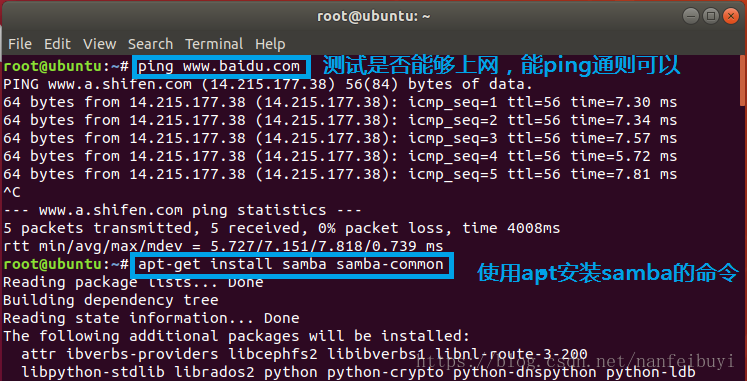 root@ubuntu: ~
File Edit View Search Terminal Help
root@ubuntu:~# ping www.baidu.com 测试是否能够上网，能ping通则可以
PING www.a.shifen.com (14.215.177.38) 56(84) bytes of data.
64 bytes from 14.215.177.38 (14.215.177.38): icmp_seq=1 ttl=56 time=7.30 ms
64 bytes from 14.215.177.38 (14.215.177.38): icmp_seq=2 ttl=56 time=7.34 ms
64 bytes from 14.215.177.38 (14.215.177.38): icmp_seq=3 ttl=56 time=7.57 ms
64 bytes from 14.215.177.38 (14.215.177.38): icmp_seq=4 ttl=56 time=5.72 ms
64 bytes from 14.215.177.38 (14.215.177.38): icmp_seq=5 ttl=56 time=7.81 ms
^C
--- www.a.shifen.com ping statistics ---
5 packets transmitted, 5 received, 0% packet loss, time 4008ms
rtt min/avg/max/mdev = 5.727/7.151/7.818/0.739 ms
root@ubuntu:~# apt-get install samba samba-common 使用apt安装samba的命令
Reading package lists... Done
Building dependency tree
Reading state information... Done
The following additional packages will be installed:
attr ibverbs-providers libcephfs2 libibverbs1 libnl-route-3-200
https://blog.csdn.net/nanfeibuyi
libpython-stdlib librados2 python python-crypto python-dnspython python-ldb